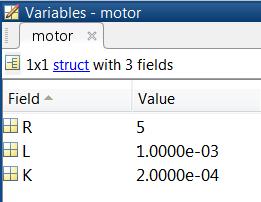 Variables - motor
motor
1x1 struct with 3 fields
Field Value
R 5
L 1.0000e-03
K 2.0000e-04